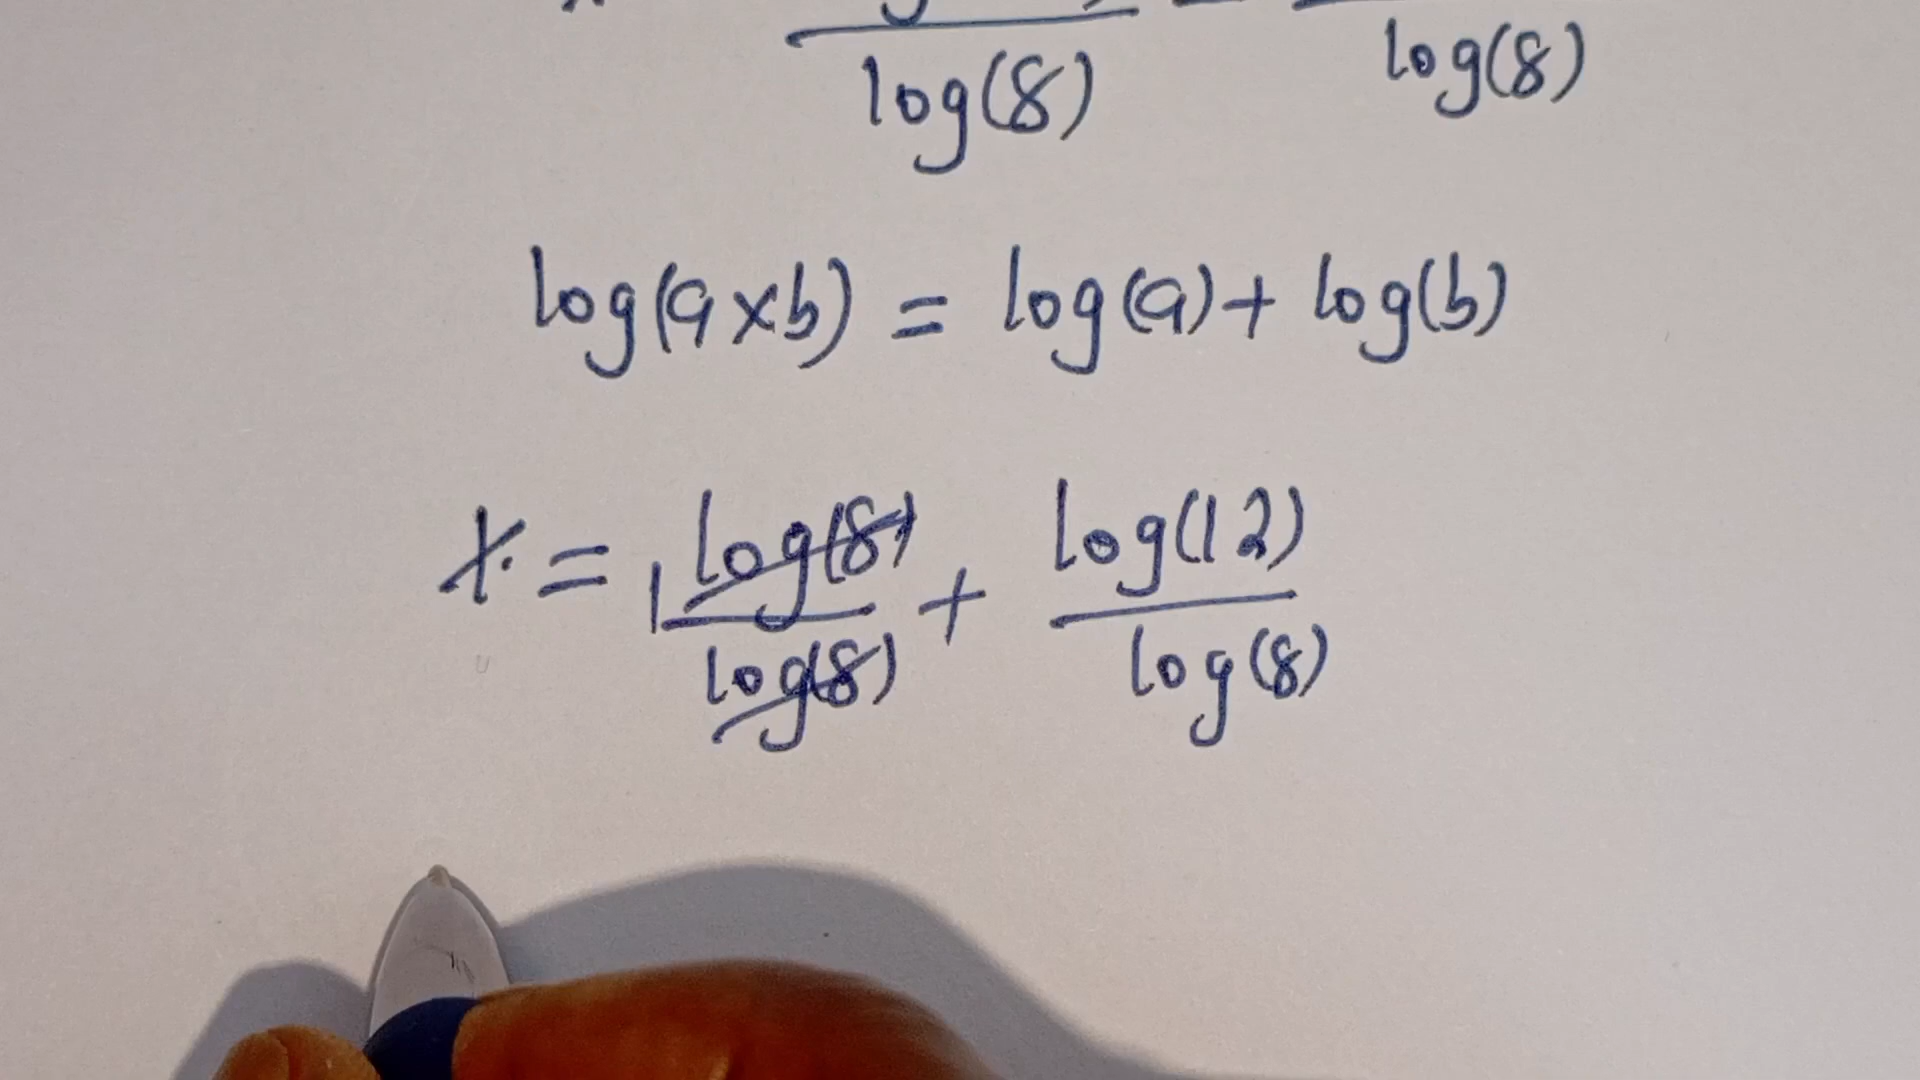 log(8) log(8)
log(a×b) = log(a) + log(b)
x = 1 log(8)/log(8) + log(12)/log(8)